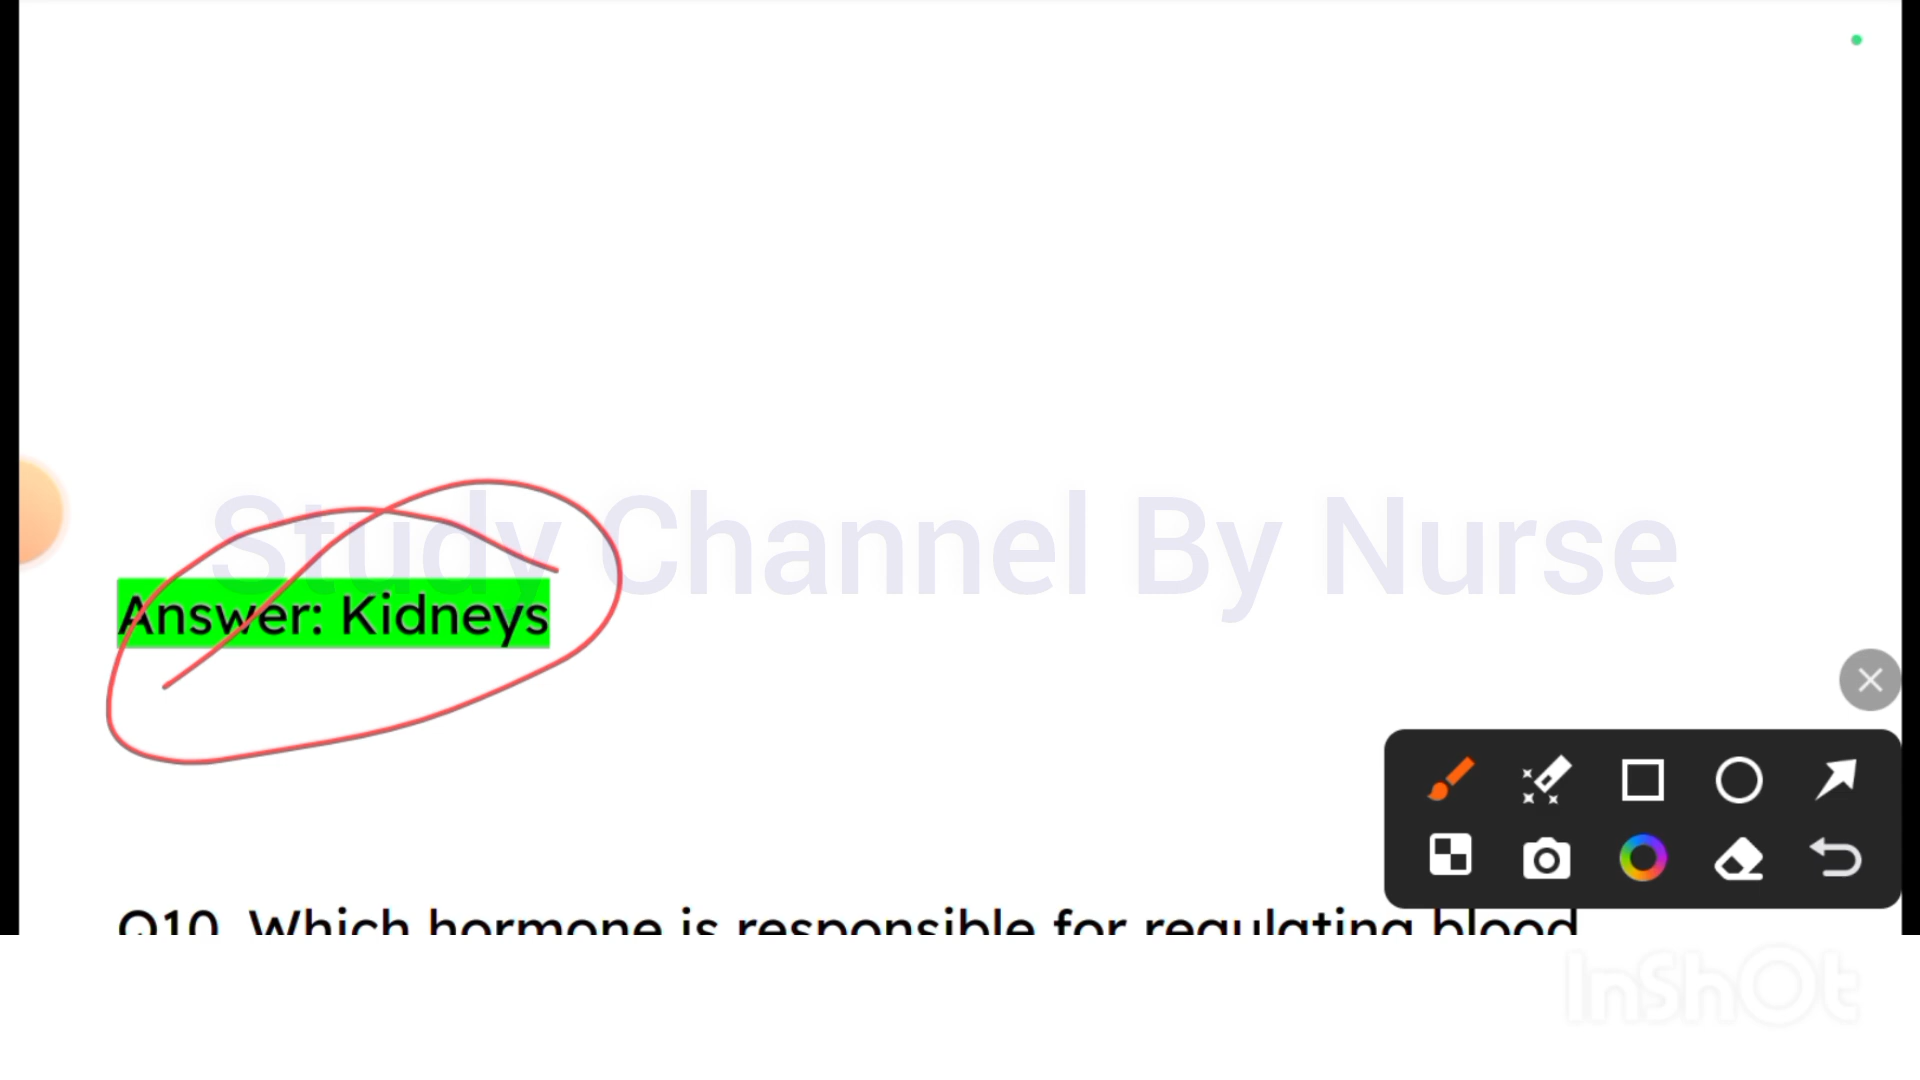 Study Channel By Nurse
Answer: Kidneys
Q10. Which hormone is responsible for regulating blood
InShOt